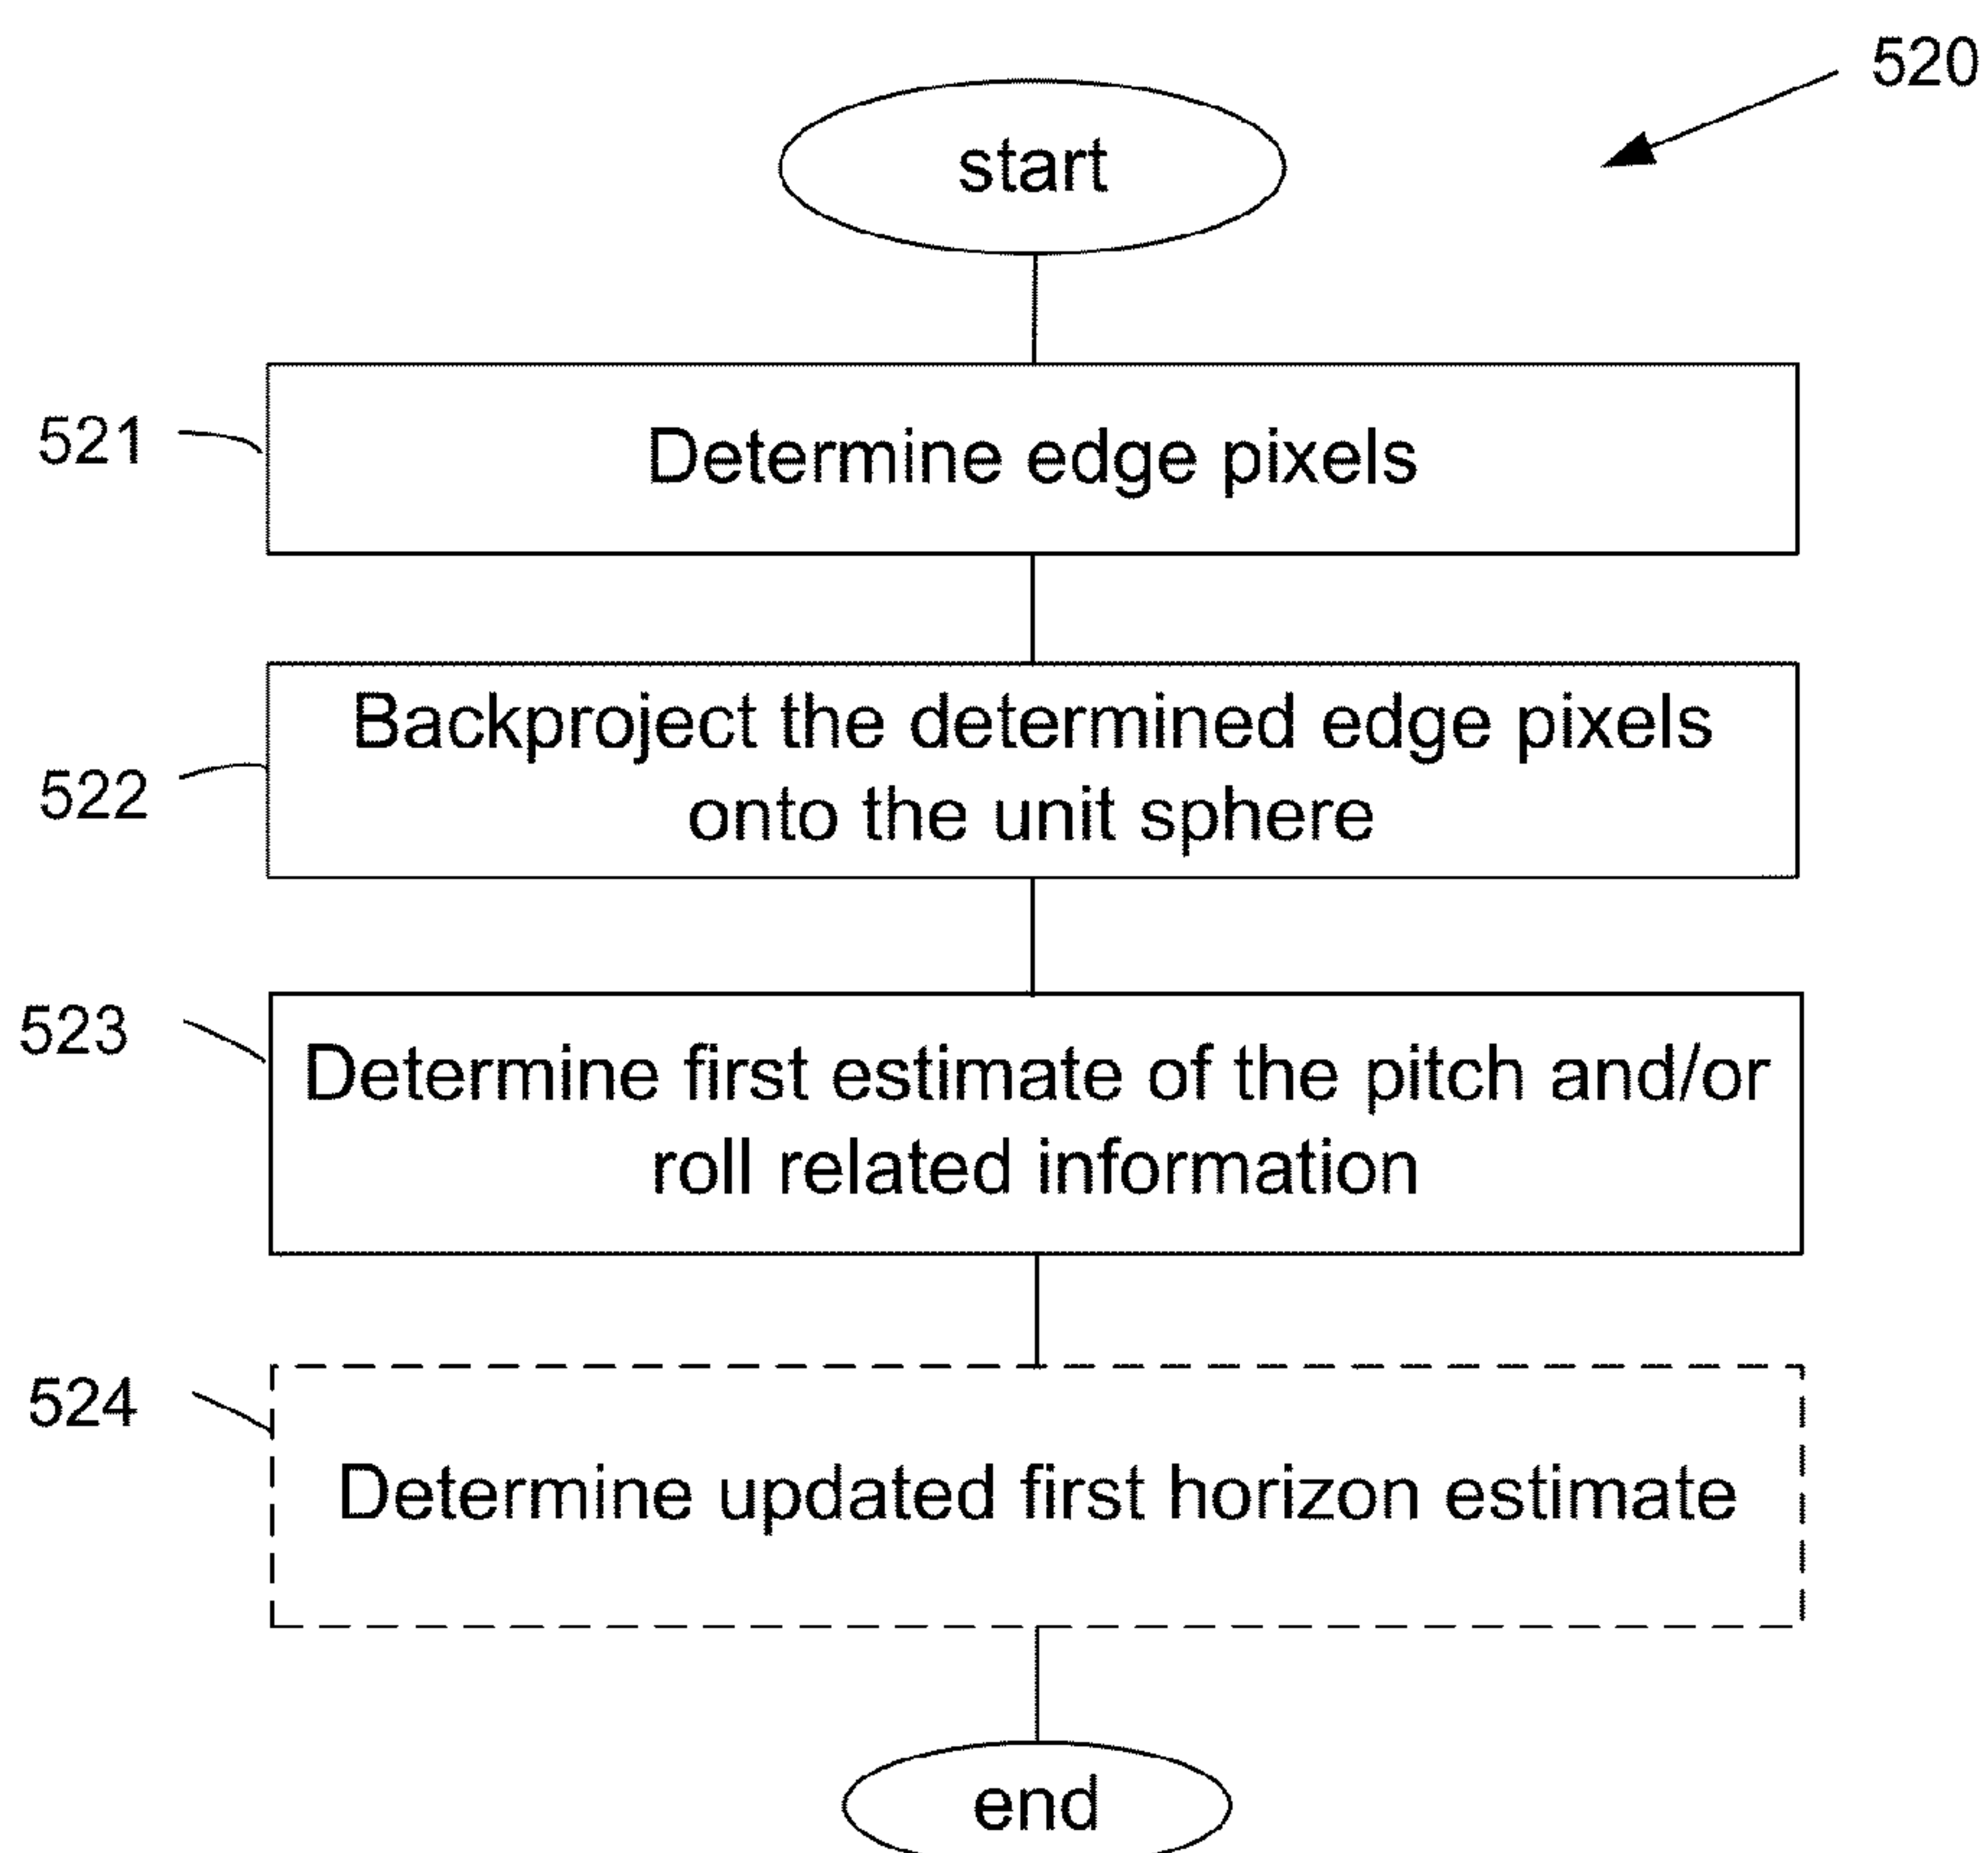 520
start
521
Determine edge pixels
522
Backproject the determined edge pixels
onto the unit sphere
523
Determine first estimate of the pitch and/or
roll related information
524
Determine updated first horizon estimate
end